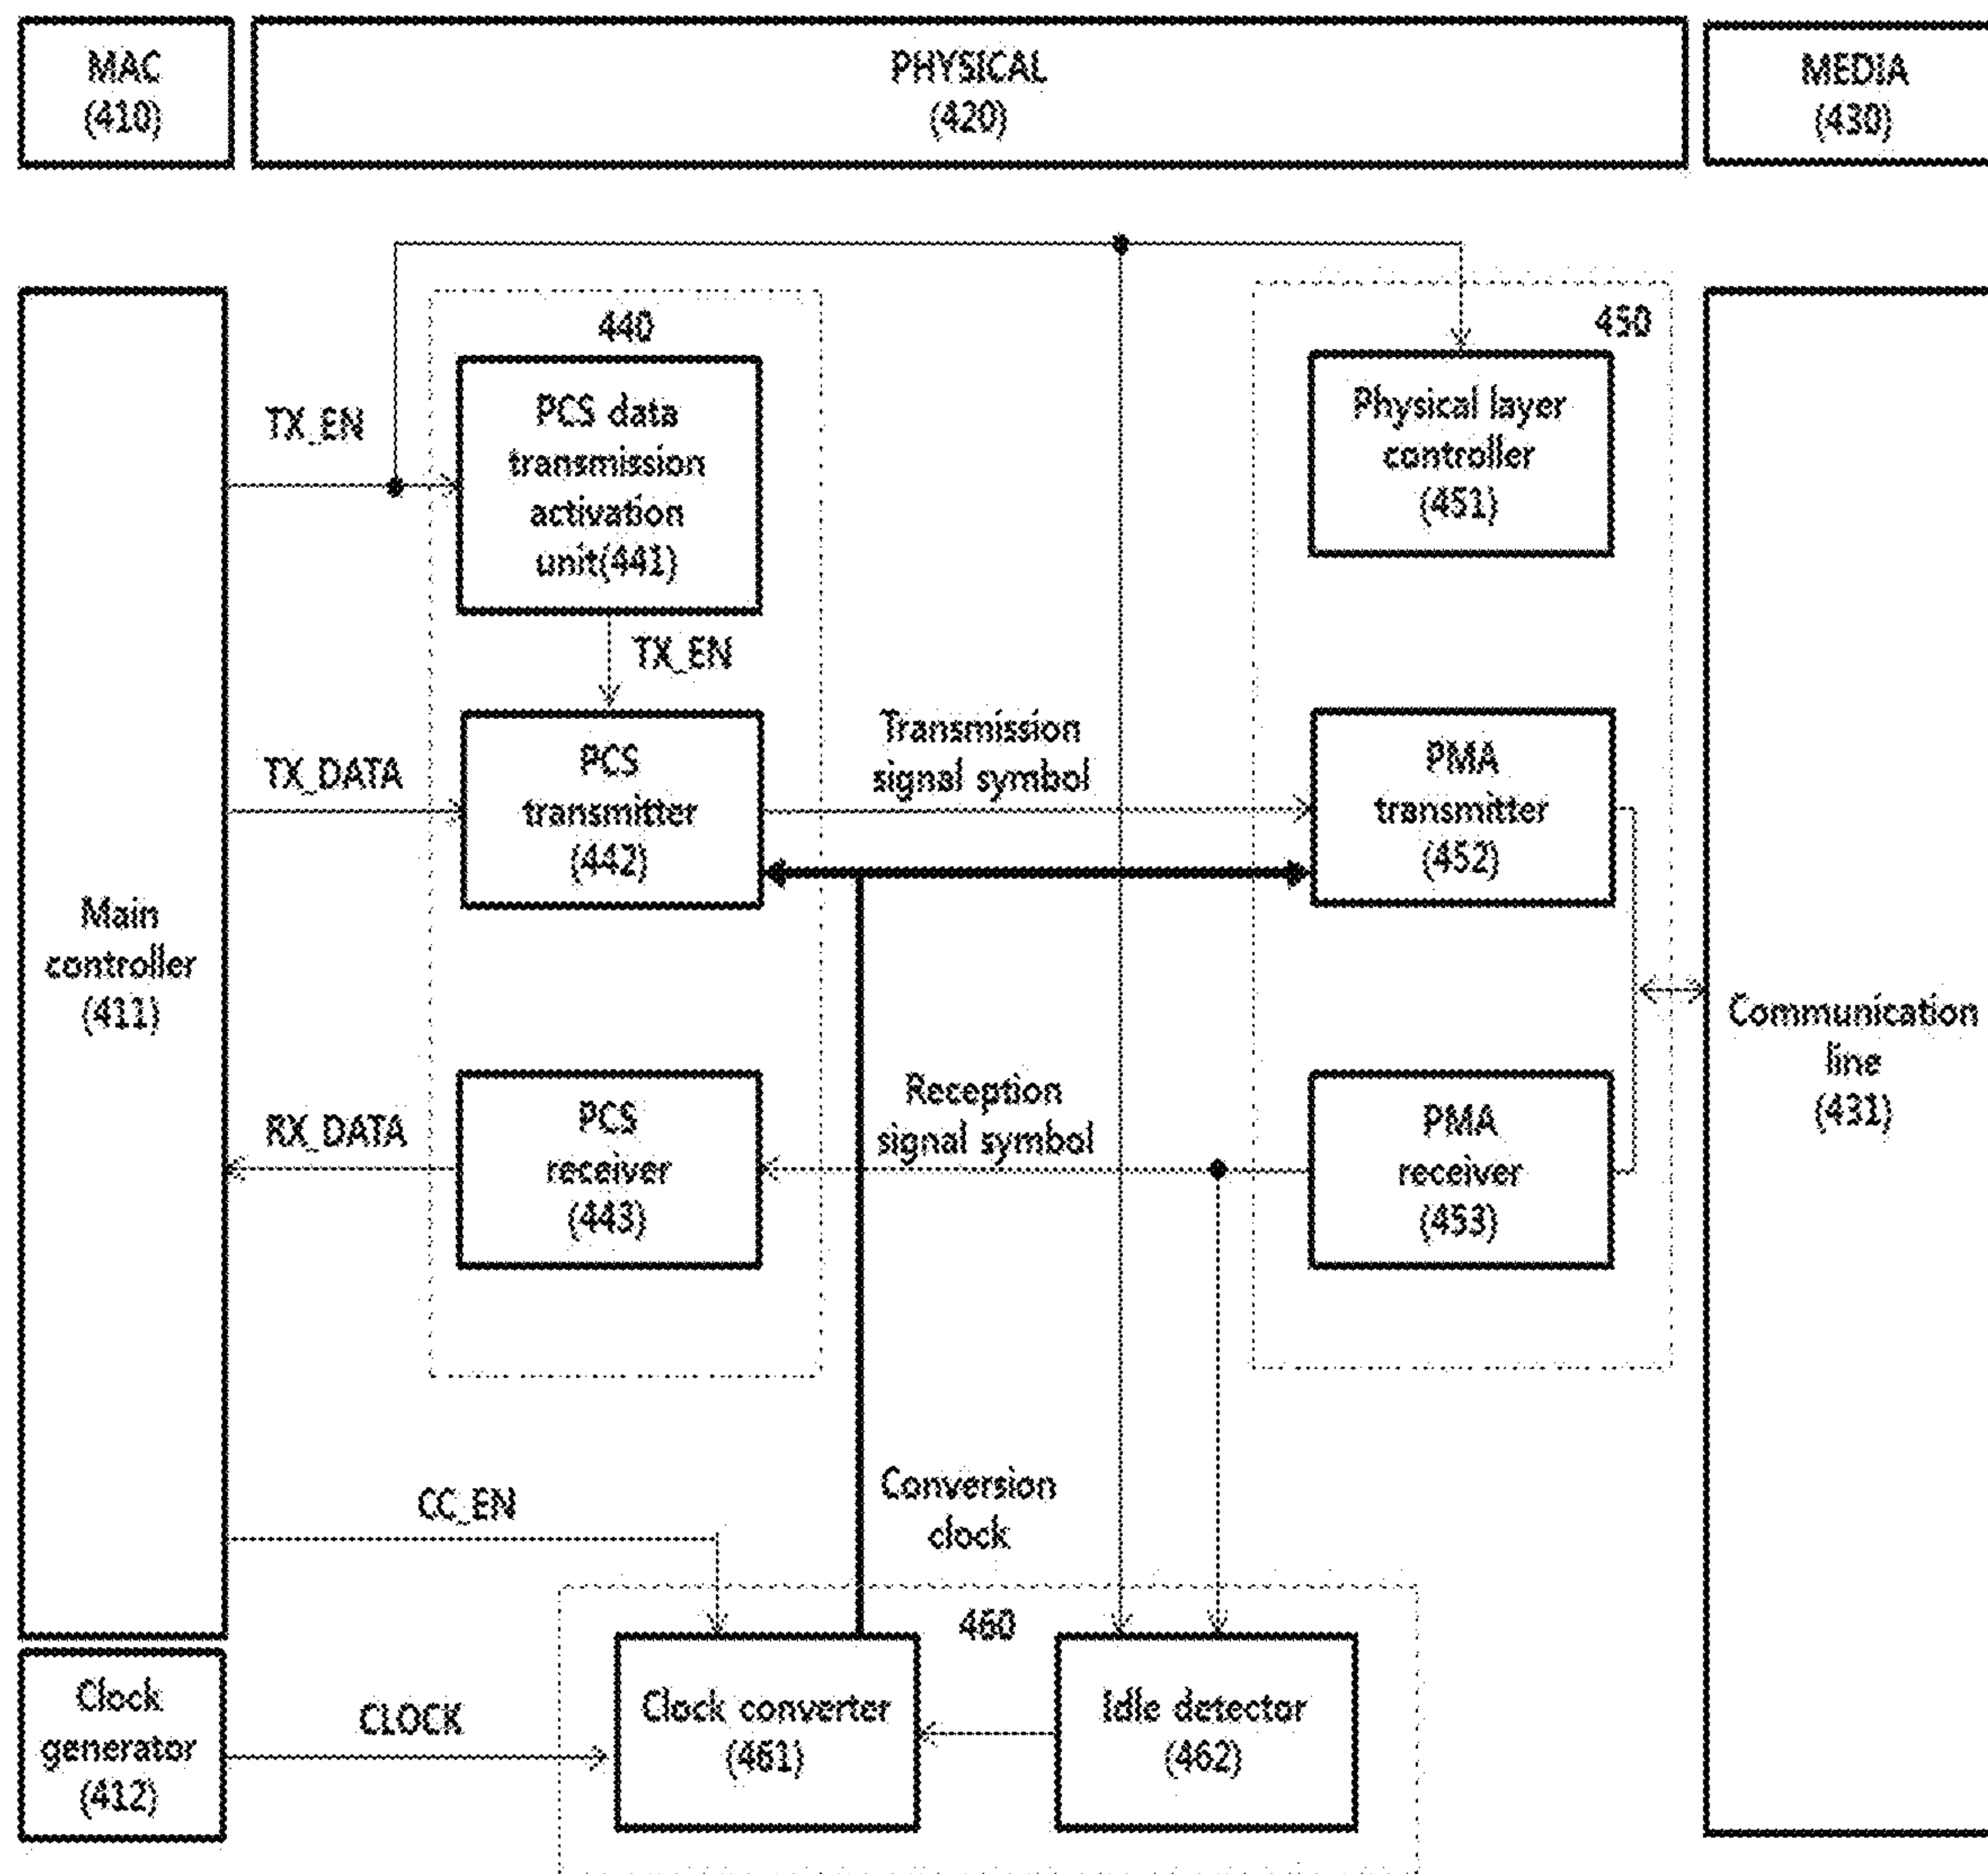 MAC
(410)
PHYSICAL
(420)
MEDIA
(430)
440
450
TX_EN
PCS data
transmission
activation
unit(441)
Physical layer
controller
(451)
TX_EN
TX_DATA
PCS
transmitter
(442)
Transmission
signal symbol
PMA
transmitter
(452)
Main
controller
(411)
Communication
line
(431)
RX_DATA
PCS
receiver
(443)
Reception
signal symbol
PMA
receiver
(453)
CC_EN
Conversion
clock
460
Clock
generator
(412)
CLOCK
Clock converter
(461)
Idle detector
(462)